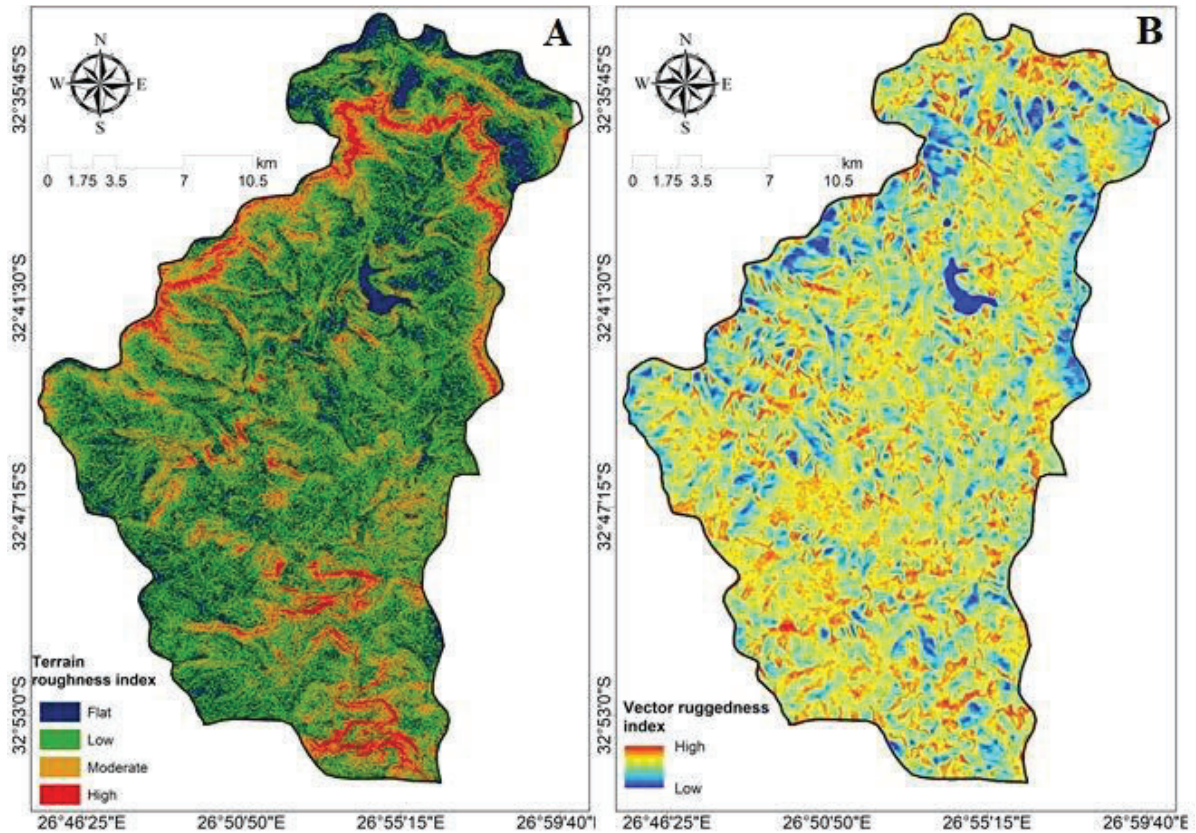 A
N
W
E
S
km
0 1.75 3.5 7 10.5
32°35'45"S
32°41'30"S
32°47'15"S
32°53'0"S
Terrain
roughness index
Flat
Low
Moderate
High
26°46'25"E 26°50'50"E 26°55'15"E 26°59'40"E
B
N
W
E
S
km
0 1.75 3.5 7 10.5
32°35'45"S
32°41'30"S
32°47'15"S
32°53'0"S
Vector ruggedness
index
High
Low
26°46'25"E 26°50'50"E 26°55'15"E 26°59'40"E